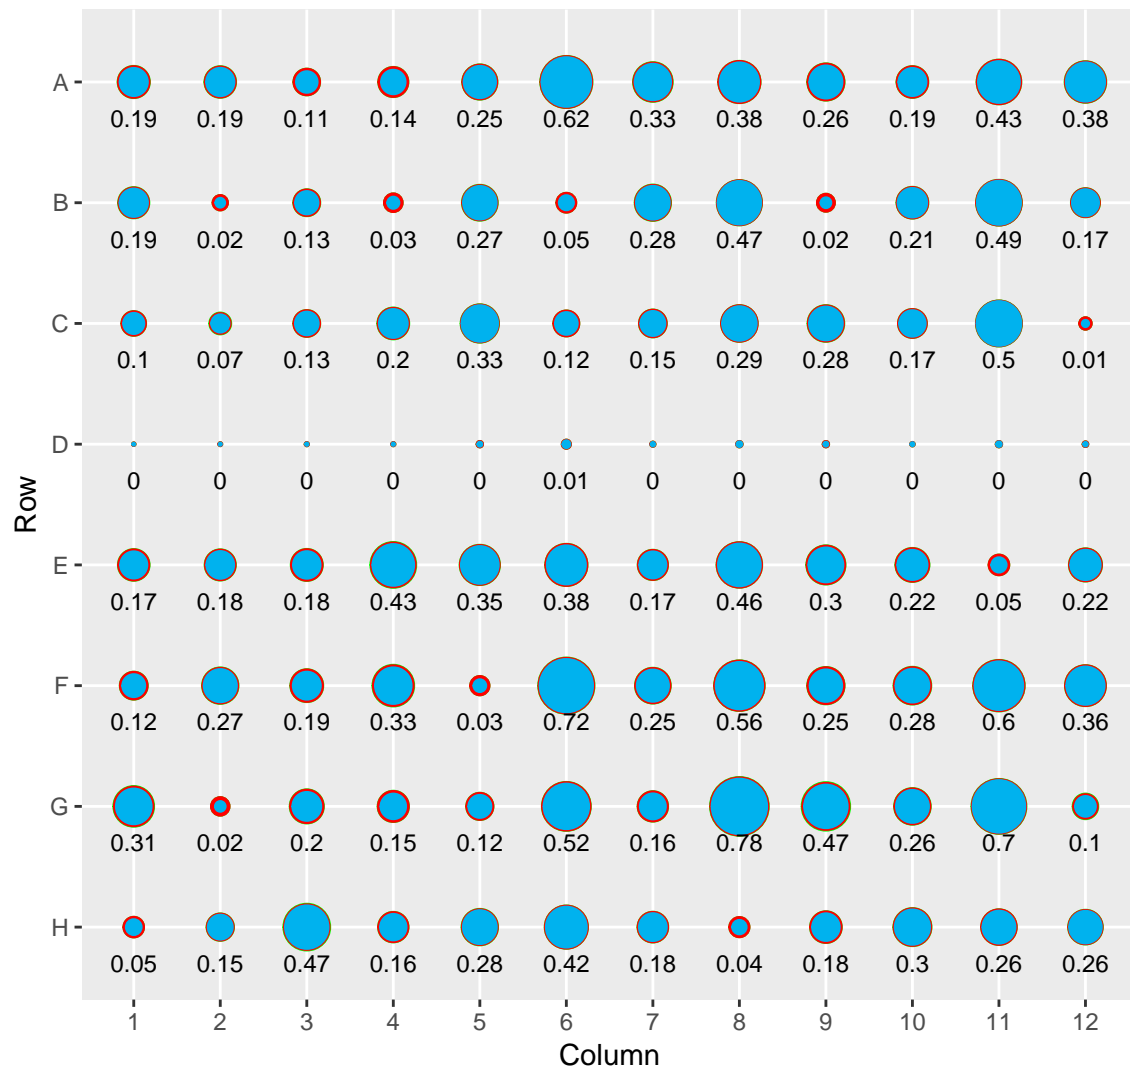 A
0.19 0.19 0.11 0.14 0.25 0.62 0.33 0.38 0.26 0.19 0.43 0.38
B
0.19 0.02 0.13 0.03 0.27 0.05 0.28 0.47 0.02 0.21 0.49 0.17
C
0.1 0.07 0.13 0.2 0.33 0.12 0.15 0.29 0.28 0.17 0.5 0.01
D
0 0 0 0 0 0.01 0 0 0 0 0 0
Row
E
0.17 0.18 0.18 0.43 0.35 0.38 0.17 0.46 0.3 0.22 0.05 0.22
F
0.12 0.27 0.19 0.33 0.03 0.72 0.25 0.56 0.25 0.28 0.6 0.36
G
0.31 0.02 0.2 0.15 0.12 0.52 0.16 0.78 0.47 0.26 0.7 0.1
H
0.05 0.15 0.47 0.16 0.28 0.42 0.18 0.04 0.18 0.3 0.26 0.26
1 2 3 4 5 6 7 8 9 10 11 12
Column